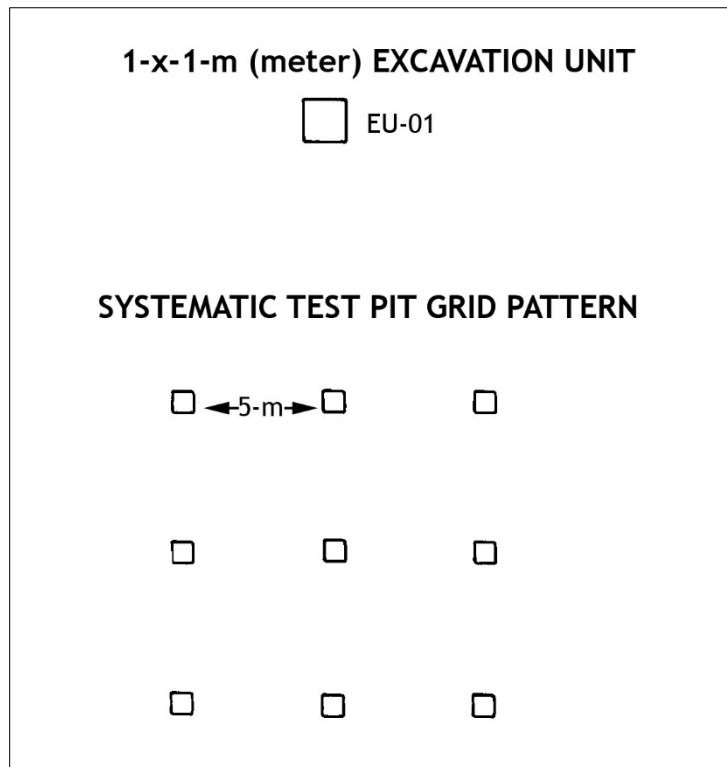 1-x-1-m (meter) EXCAVATION UNIT
EU-01
SYSTEMATIC TEST PIT GRID PATTERN
5-m